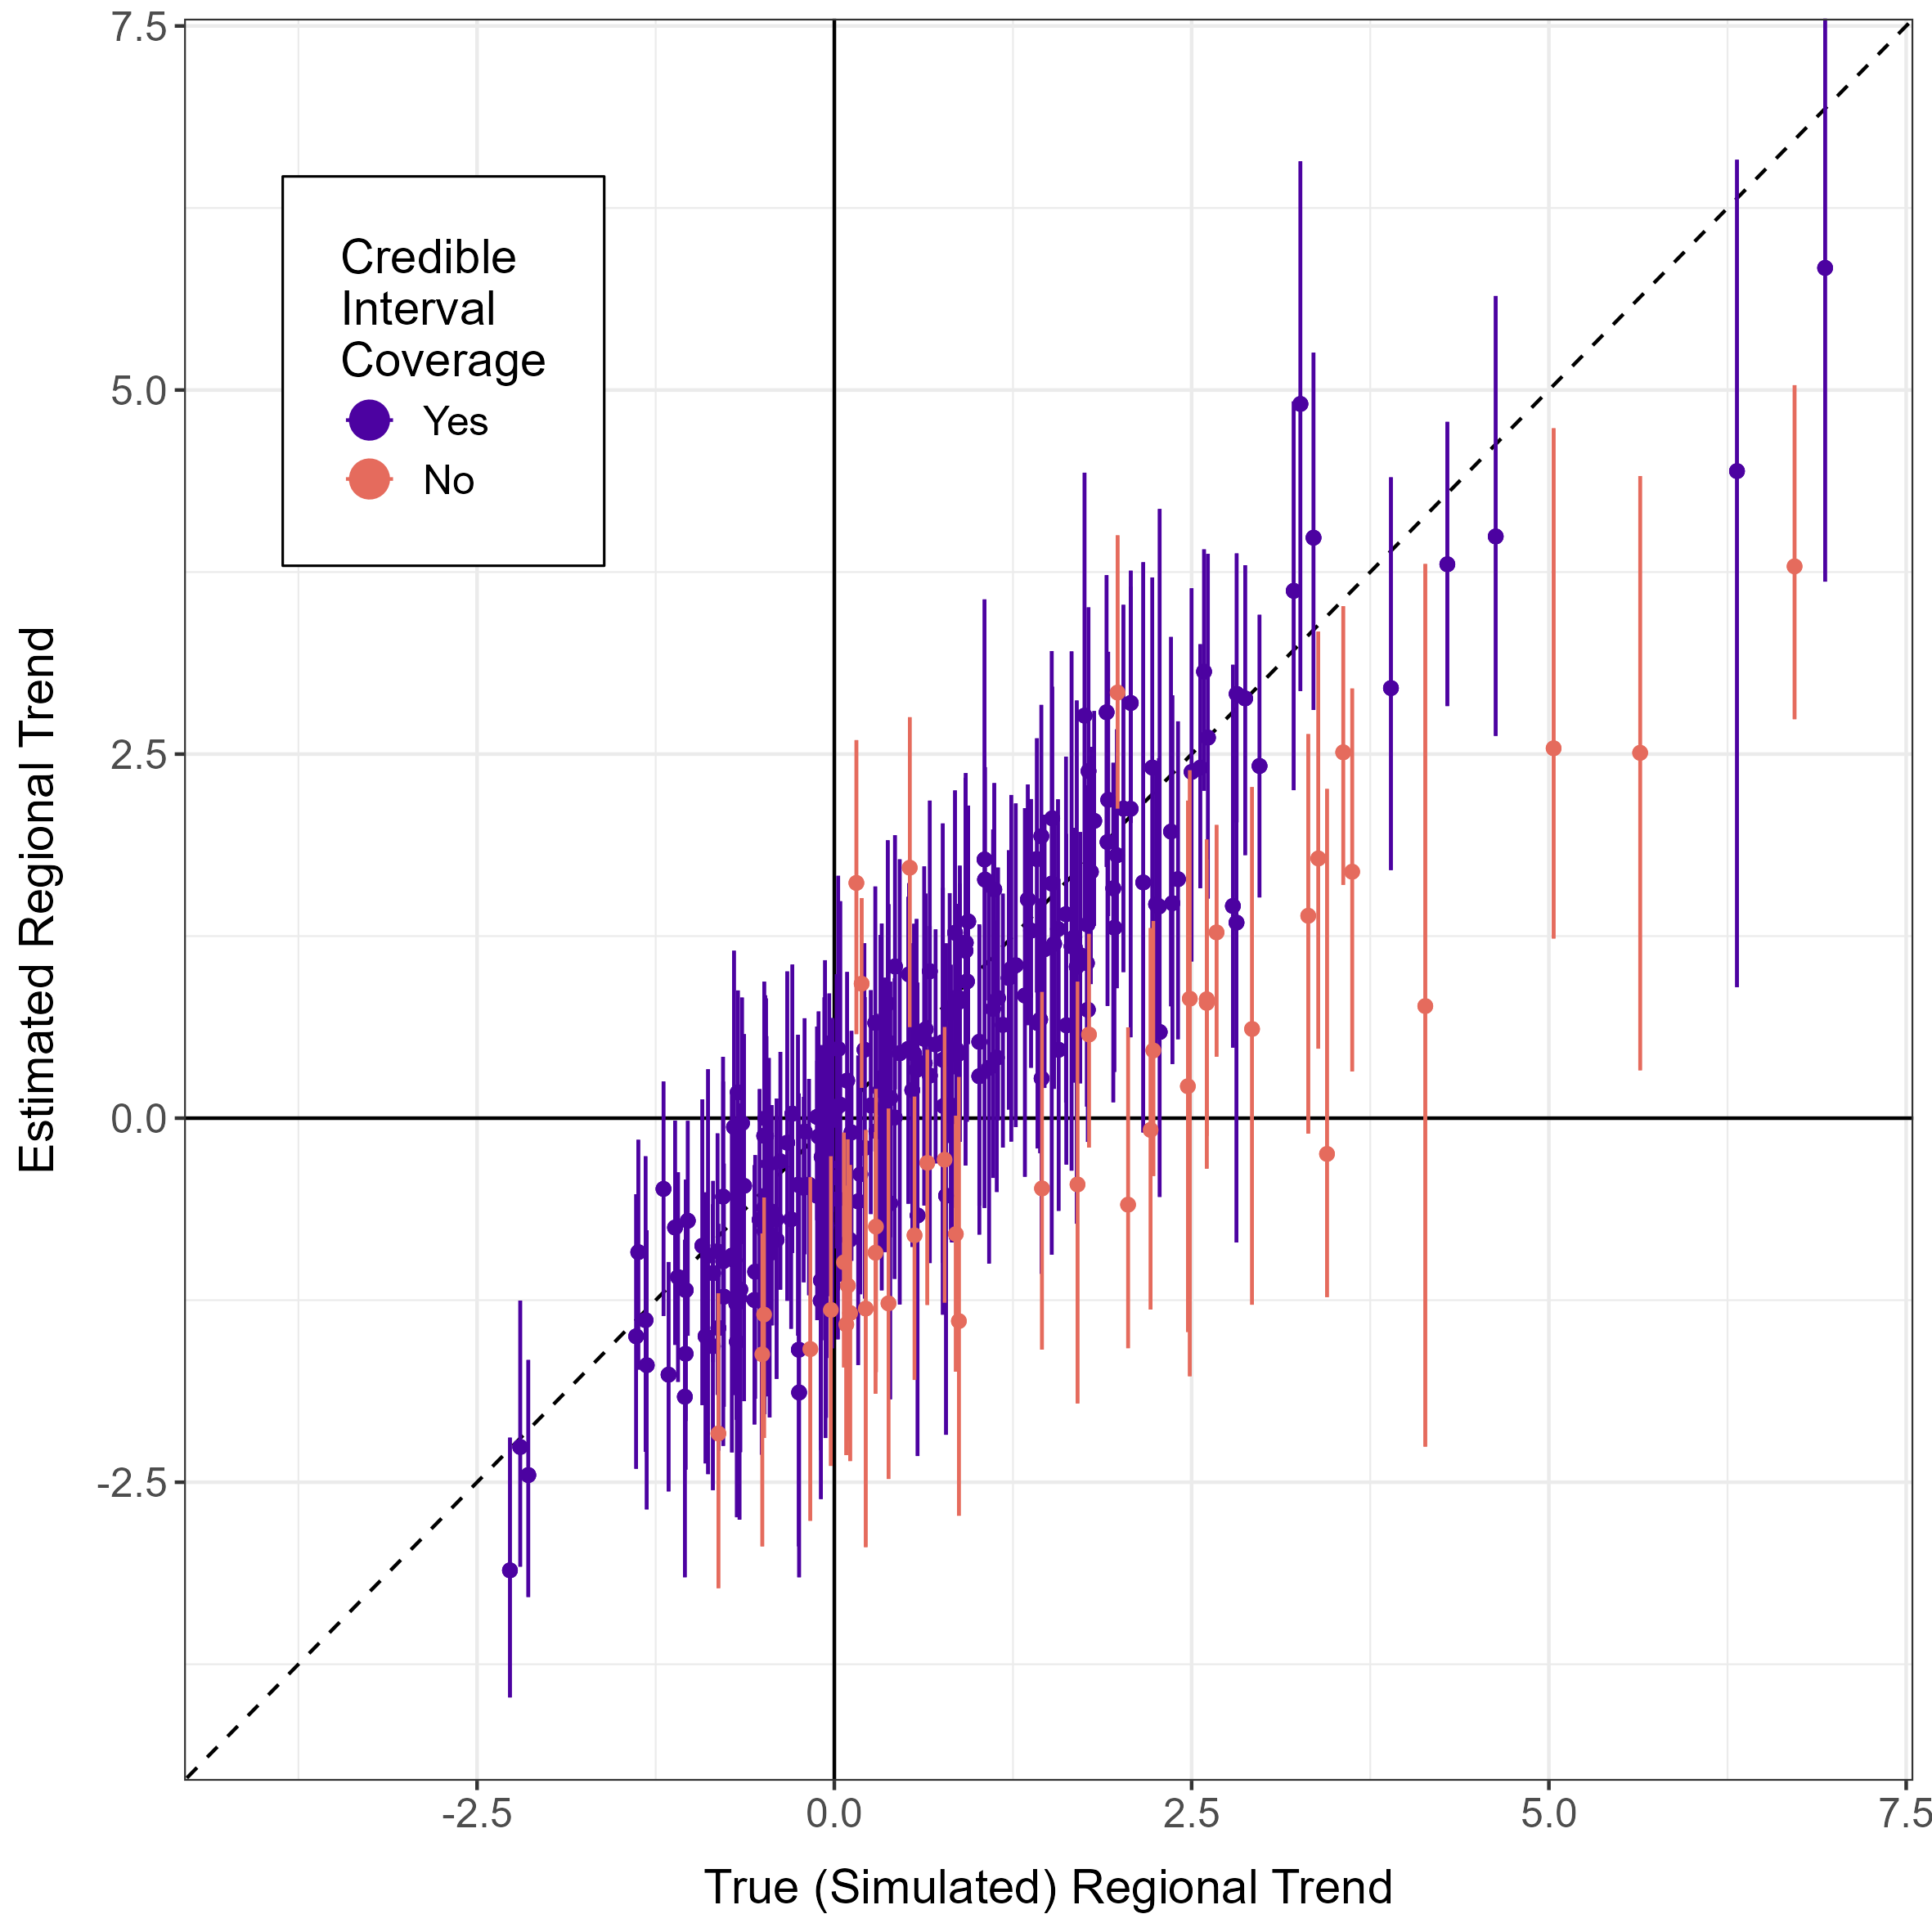 7.5
5.0
2.5
0.0
-2.5
Estimated Regional Trend
Credible
Interval
Coverage
Yes
No
-2.5
0.0
2.5
5.0
7.5
True (Simulated) Regional Trend